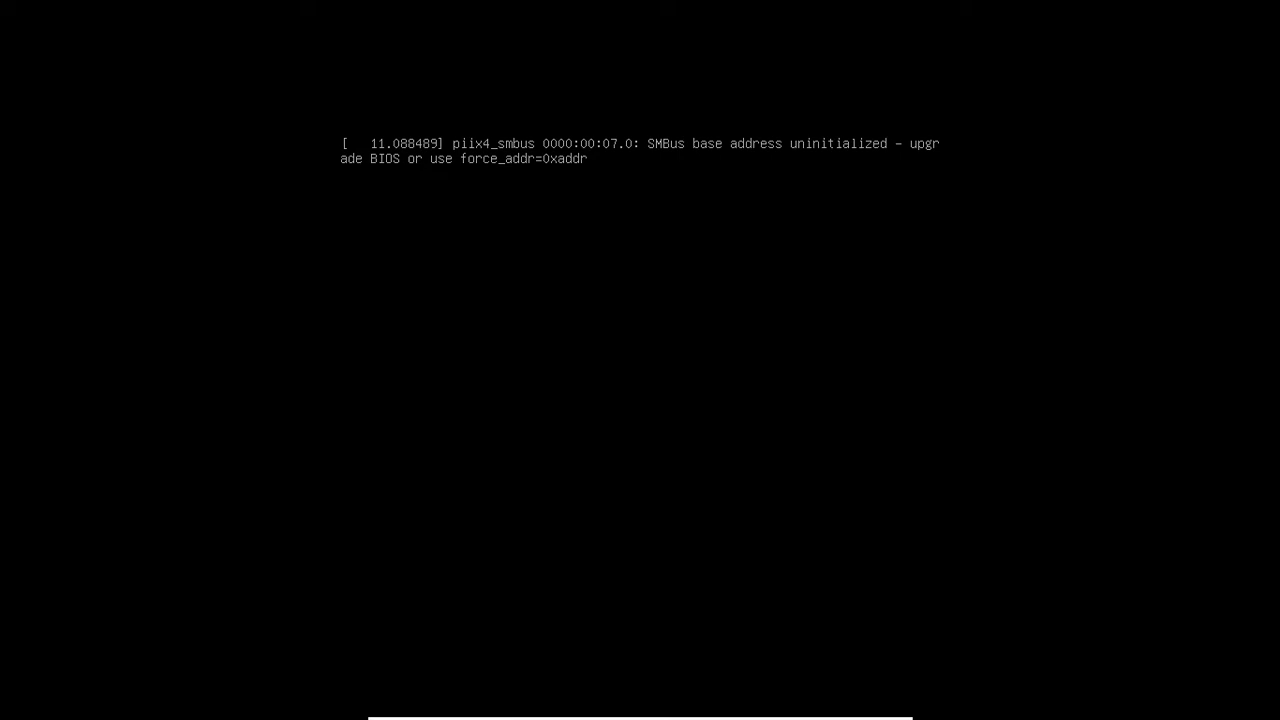 [   11.088489] piix4_smbus 0000:00:07.0: SMBus base address uninitialized - upgr
ade BIOS or use force_addr=0xaddr